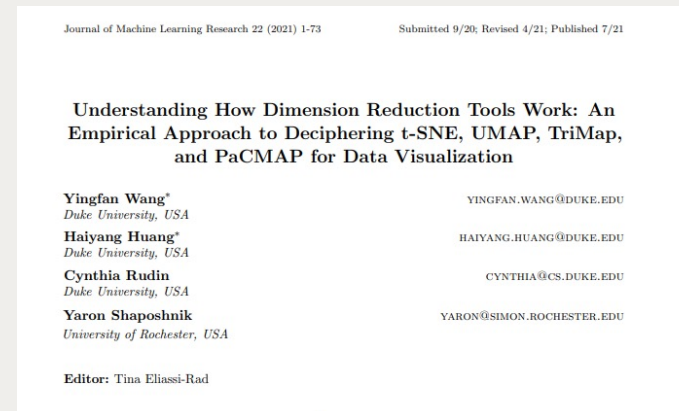 Journal of Machine Learning Research 22 (2021) 1-73 Submitted 9/20; Revised 4/21; Published 7/21
Understanding How Dimension Reduction Tools Work: An
Empirical Approach to Deciphering t-SNE, UMAP, TriMap,
and PaCMAP for Data Visualization
Yingfan Wang* YINGFAN.WANG@DUKE.EDU
Duke University, USA
Haiyang Huang* HAIYANG.HUANG@DUKE.EDU
Duke University, USA
Cynthia Rudin CYNTHIA@CS.DUKE.EDU
Duke University, USA
Yaron Shaposhnik YARON@SIMON.ROCHESTER.EDU
University of Rochester, USA
Editor: Tina Eliassi-Rad